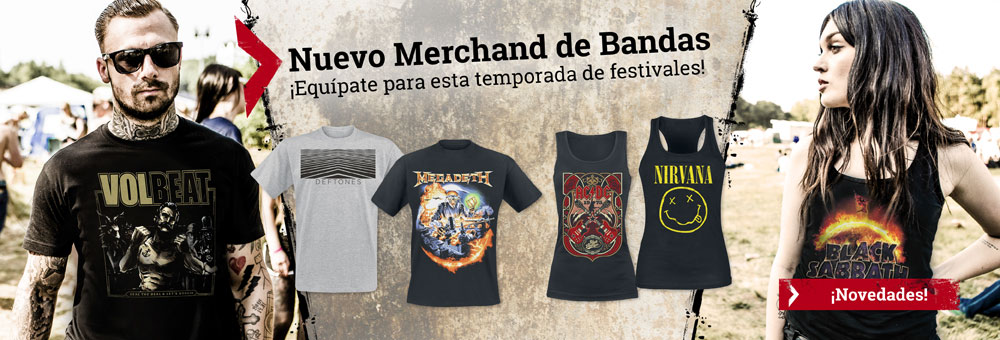 Nuevo Merchand de Bandas
¡Equípate para esta temporada de festivales!
VOLBEAT
DEFTONES
MEGADETH
AC/DC
NIRVANA
BLACK
SABBATH
¡Novedades!